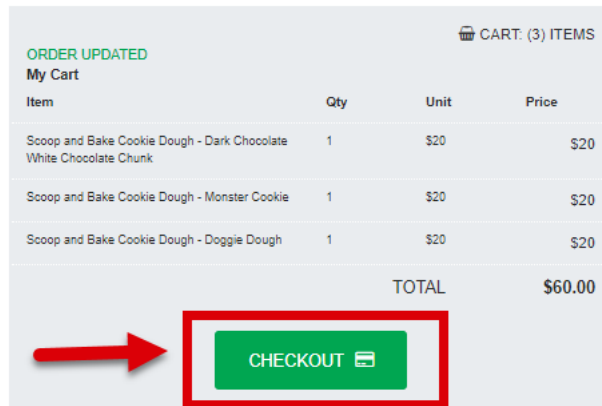 CART: (3) ITEMS
ORDER UPDATED
My Cart
Item Qty Unit Price
Scoop and Bake Cookie Dough - Dark Chocolate 1 $20 $20
White Chocolate Chunk
Scoop and Bake Cookie Dough - Monster Cookie 1 $20 $20
Scoop and Bake Cookie Dough - Doggie Dough 1 $20 $20
TOTAL $60.00
CHECKOUT